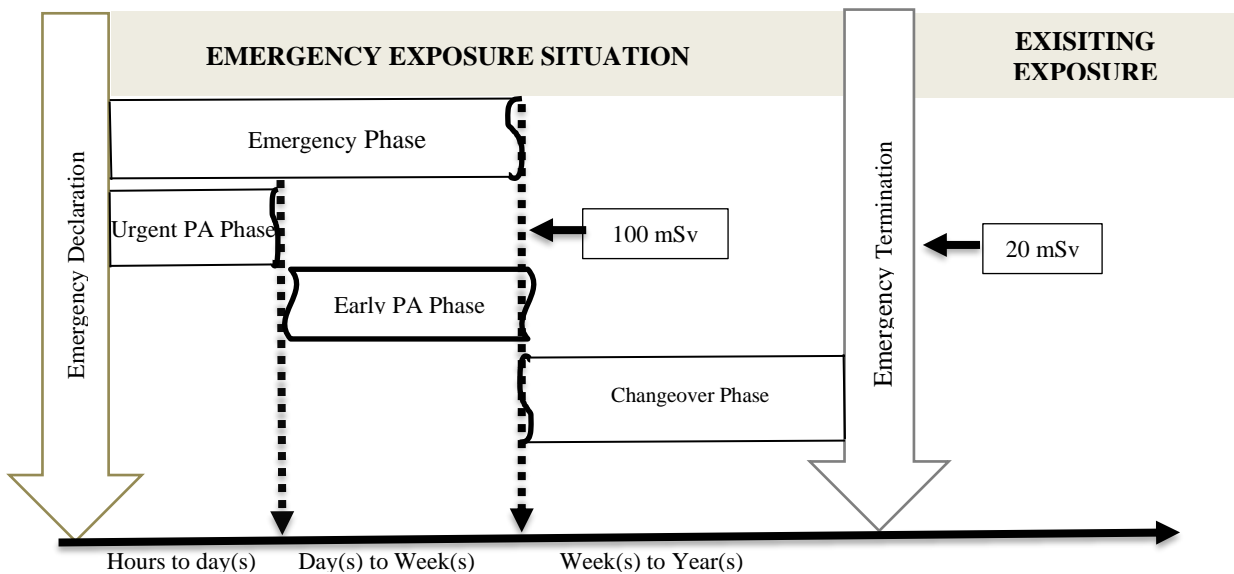 EMERGENCY EXPOSURE SITUATION
EXISITING
EXPOSURE
Emergency Declaration
Emergency Phase
Urgent PA Phase
100 mSv
Early PA Phase
Changeover Phase
Emergency Termination
20 mSv
Hours to day(s)
Day(s) to Week(s)
Week(s) to Year(s)